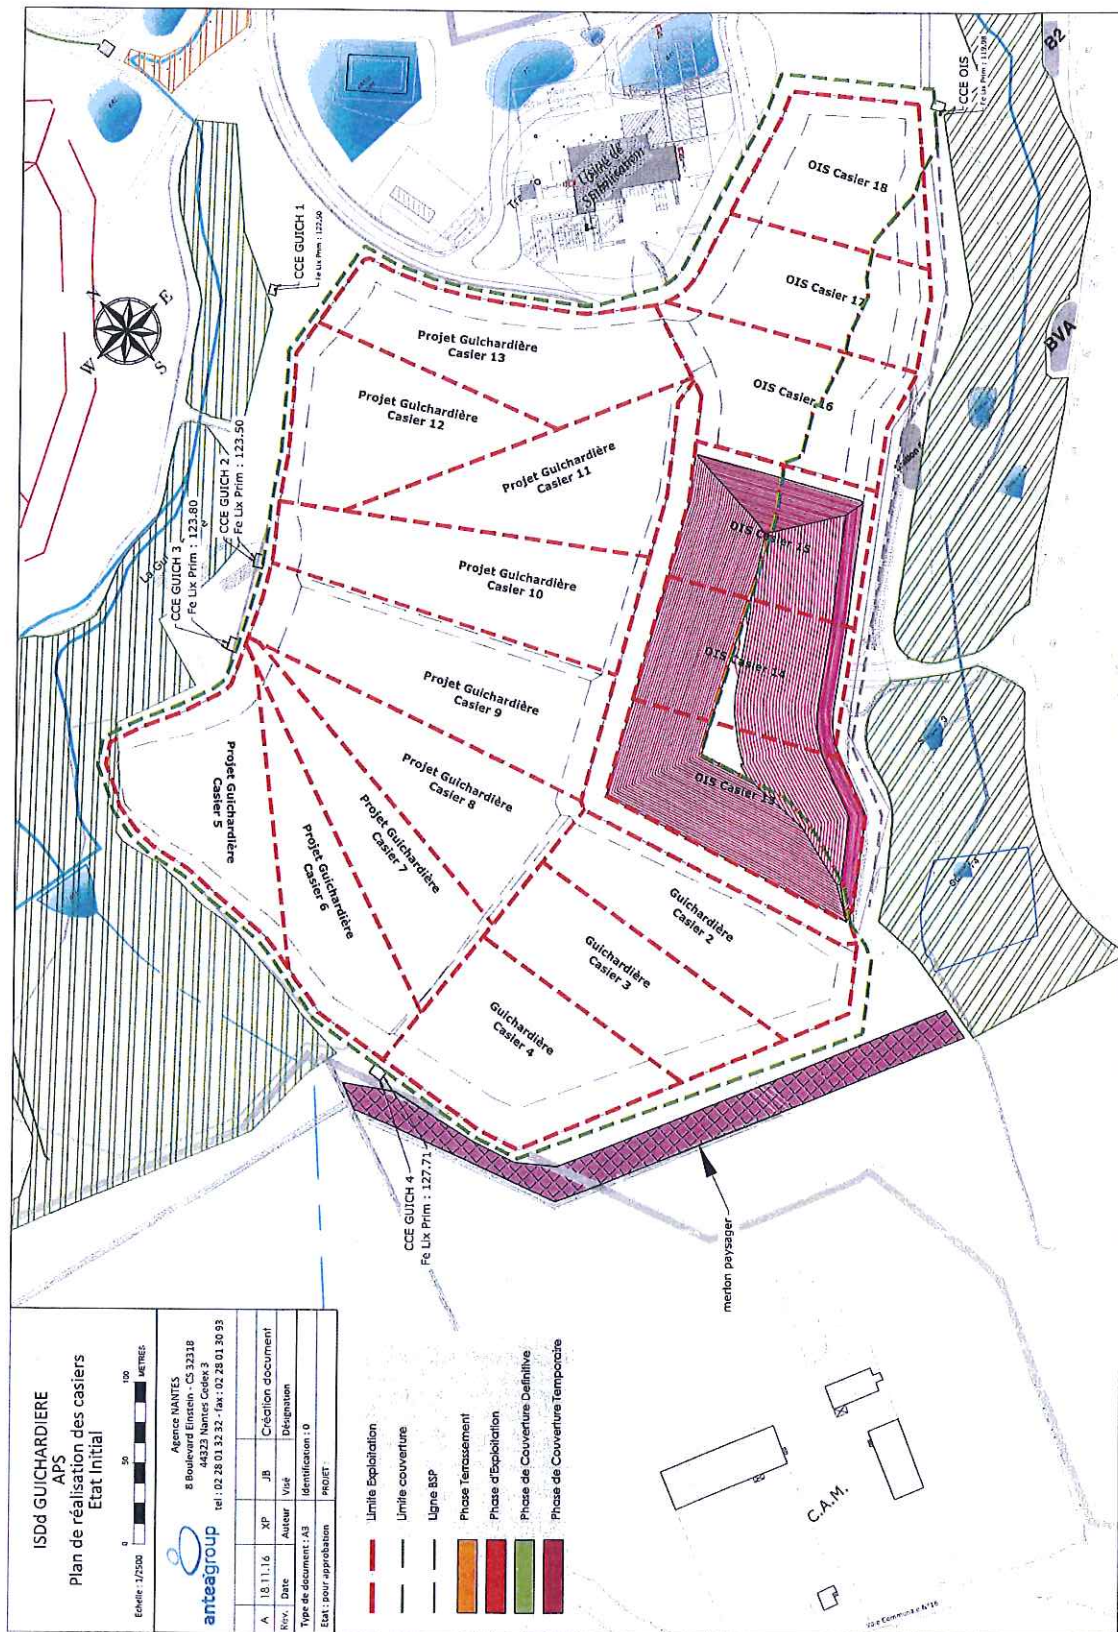 ISDd GUICHARDIERE
APS
Plan de réalisation des casiers
Etat Initial
Echelle : 1/2500
0
50
100
METRES
anteagroup
Agence NANTES
8 Boulevard Einstein - CS 32318
44323 Nantes Cedex 3
tel : 02 28 01 32 32 - fax : 02 28 01 30 93
A
18.11.16
XP
JB
Création document
Rév.
Date
Auteur
Visé
Désignation
Type de document : A3
Identification : 0
Etat : pour approbation
PROJET :
Limite Exploitation
Limite couverture
Ligne BSP
Phase Terrassement
Phase d'Exploitation
Phase de Couverture Definitive
Phase de Couverture Temporaire
N
E
S
W
CCE GUICH 1
Fe Lix Prim : 122.50
CCE GUICH 2
Fe Lix Prim : 123.50
CCE GUICH 3
Fe Lix Prim : 123.80
CCE GUICH 4
Fe Lix Prim : 127.71
CCE OIS
Fe Lix Prim : 119.98
B2
BVA
Usine de
Stabilisation
Projet Guichardière
Casier 13
Projet Guichardière
Casier 12
Projet Guichardière
Casier 11
Projet Guichardière
Casier 10
Projet Guichardière
Casier 9
Projet Guichardière
Casier 8
Projet Guichardière
Casier 7
Projet Guichardière
Casier 6
Projet Guichardière
Casier 5
Guichardière
Casier 4
Guichardière
Casier 3
Guichardière
Casier 2
OIS Casier 18
OIS Casier 17
OIS Casier 16
OIS Casier 15
OIS Casier 14
OIS Casier 13
merlon paysager
C.A.M.
Voie Communale N°16